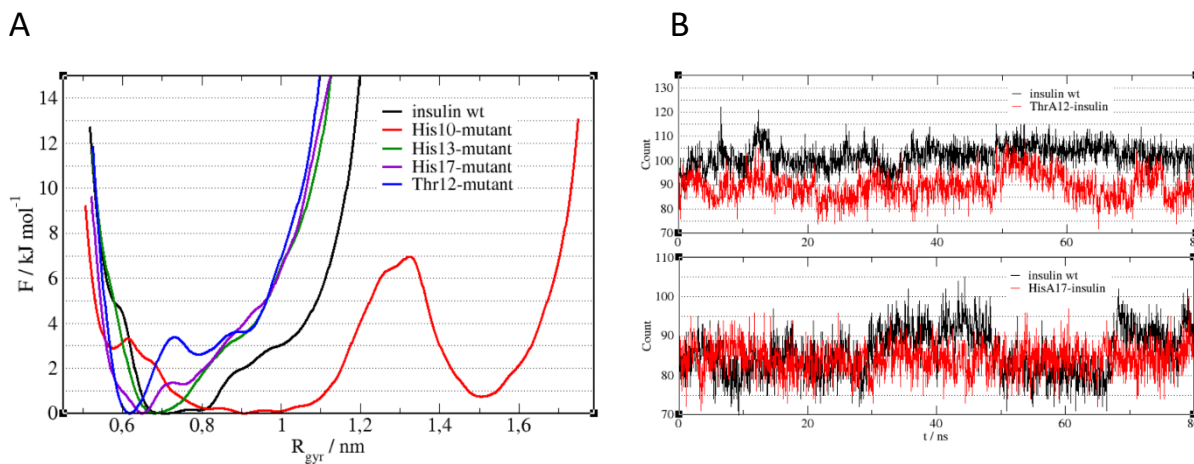 A
B
F / kJ mol⁻¹
14
12
10
8
6
4
2
0
insulin wt
His10-mutant
His13-mutant
His17-mutant
Thr12-mutant
0,6
0,8
1
1,2
1,4
1,6
R_gyr / nm
Count
130
120
110
100
90
80
70
insulin wt
ThrA12-insulin
0
20
40
60
80
Count
110
100
90
80
70
insulin wt
HisA17-insulin
0
20
40
60
80
t / ns